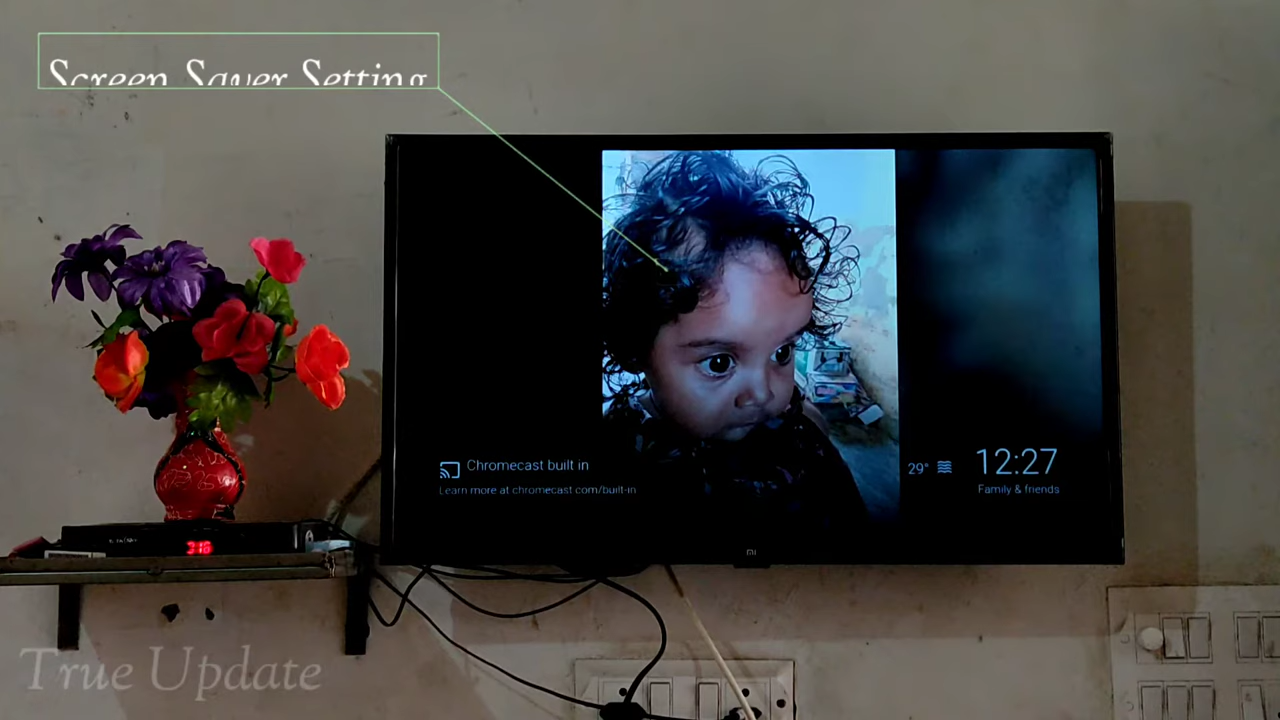 Screen Saver Setting
Chromecast built in
Learn more at chromecast.com/built-in
29°
12:27
Family & friends
mi
True Update